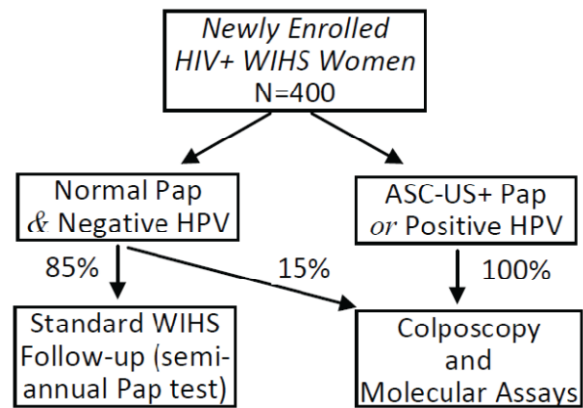 Newly Enrolled
HIV+ WIHS Women
N=400
Normal Pap
& Negative HPV
ASC-US+ Pap
or Positive HPV
85%
15%
100%
Standard WIHS
Follow-up (semi-
annual Pap test)
Colposcopy
and
Molecular Assays